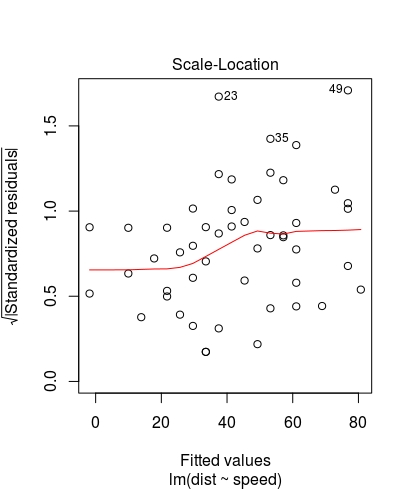 Scale-Location
23
49
35
1.5
1.0
0.5
0.0
√|Standardized residuals|
0 20 40 60 80
Fitted values
lm(dist ~ speed)